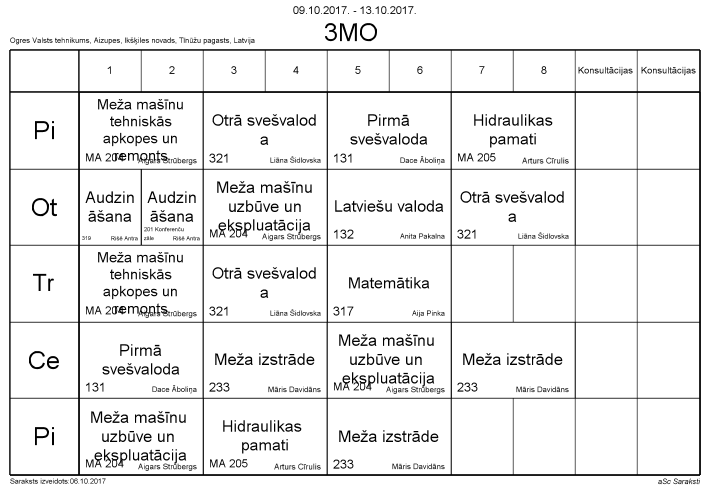 09.10.2017. - 13.10.2017.
3MO
Ogres Valsts tehnikums, Aizupes, Ikšķiles novads, Tīnūžu pagasts, Latvija
1 2 3 4 5 6 7 8 Konsultācijas Konsultācijas
Pi
Meža mašīnu
tehniskās
apkopes un
remonts
MA 204 Aigars Strūbergs
Otrā svešvalod
a
321 Liāna Šidlovska
Pirmā
svešvaloda
131 Dace Āboliņa
Hidraulikas
pamati
MA 205 Arturs Cīrulis
Ot
Audzin
āšana
319 Rišē Antra
Audzin
āšana
201 Konferenču
zāle Rišē Antra
Meža mašīnu
uzbūve un
ekspluatācija
MA 204 Aigars Strūbergs
Latviešu valoda
132 Anita Pakalna
Otrā svešvalod
a
321 Liāna Šidlovska
Tr
Meža mašīnu
tehniskās
apkopes un
remonts
MA 204 Aigars Strūbergs
Otrā svešvalod
a
321 Liāna Šidlovska
Matemātika
317 Aija Pinka
Ce
Pirmā
svešvaloda
131 Dace Āboliņa
Meža izstrāde
233 Māris Davidāns
Meža mašīnu
uzbūve un
ekspluatācija
MA 204 Aigars Strūbergs
Meža izstrāde
233 Māris Davidāns
Pi
Meža mašīnu
uzbūve un
ekspluatācija
MA 204 Aigars Strūbergs
Hidraulikas
pamati
MA 205 Arturs Cīrulis
Meža izstrāde
233 Māris Davidāns
Saraksts izveidots:06.10.2017
aSc Saraksti